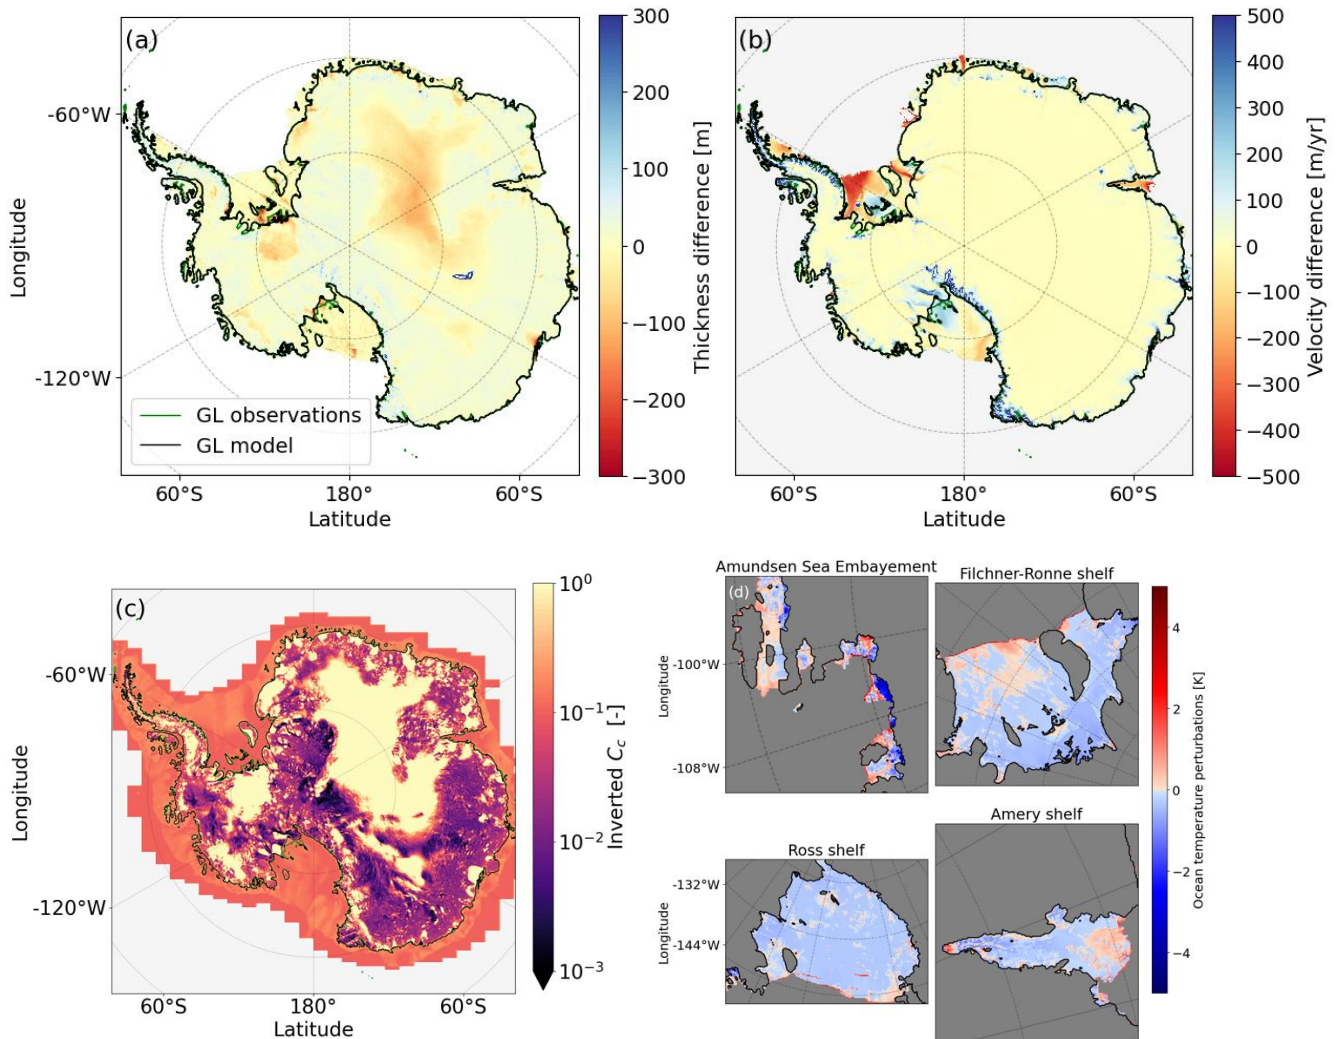 (a)
Longitude
-60°W
-120°W
GL observations
GL model
60°S
180°
60°S
Latitude
300
200
100
0
−100
−200
−300
Thickness difference [m]
(b)
60°S
180°
60°S
Latitude
500
400
300
200
100
0
−100
−200
−300
−400
−500
Velocity difference [m/yr]
(c)
Longitude
-60°W
-120°W
60°S
180°
60°S
Latitude
10⁰
10⁻¹
10⁻²
10⁻³
Inverted C_c [-]
Amundsen Sea Embayement
(d)
Longitude
-100°W
-108°W
Filchner-Ronne shelf
Ross shelf
Longitude
-132°W
-144°W
Amery shelf
4
2
0
−2
−4
Ocean temperature perturbations [K]